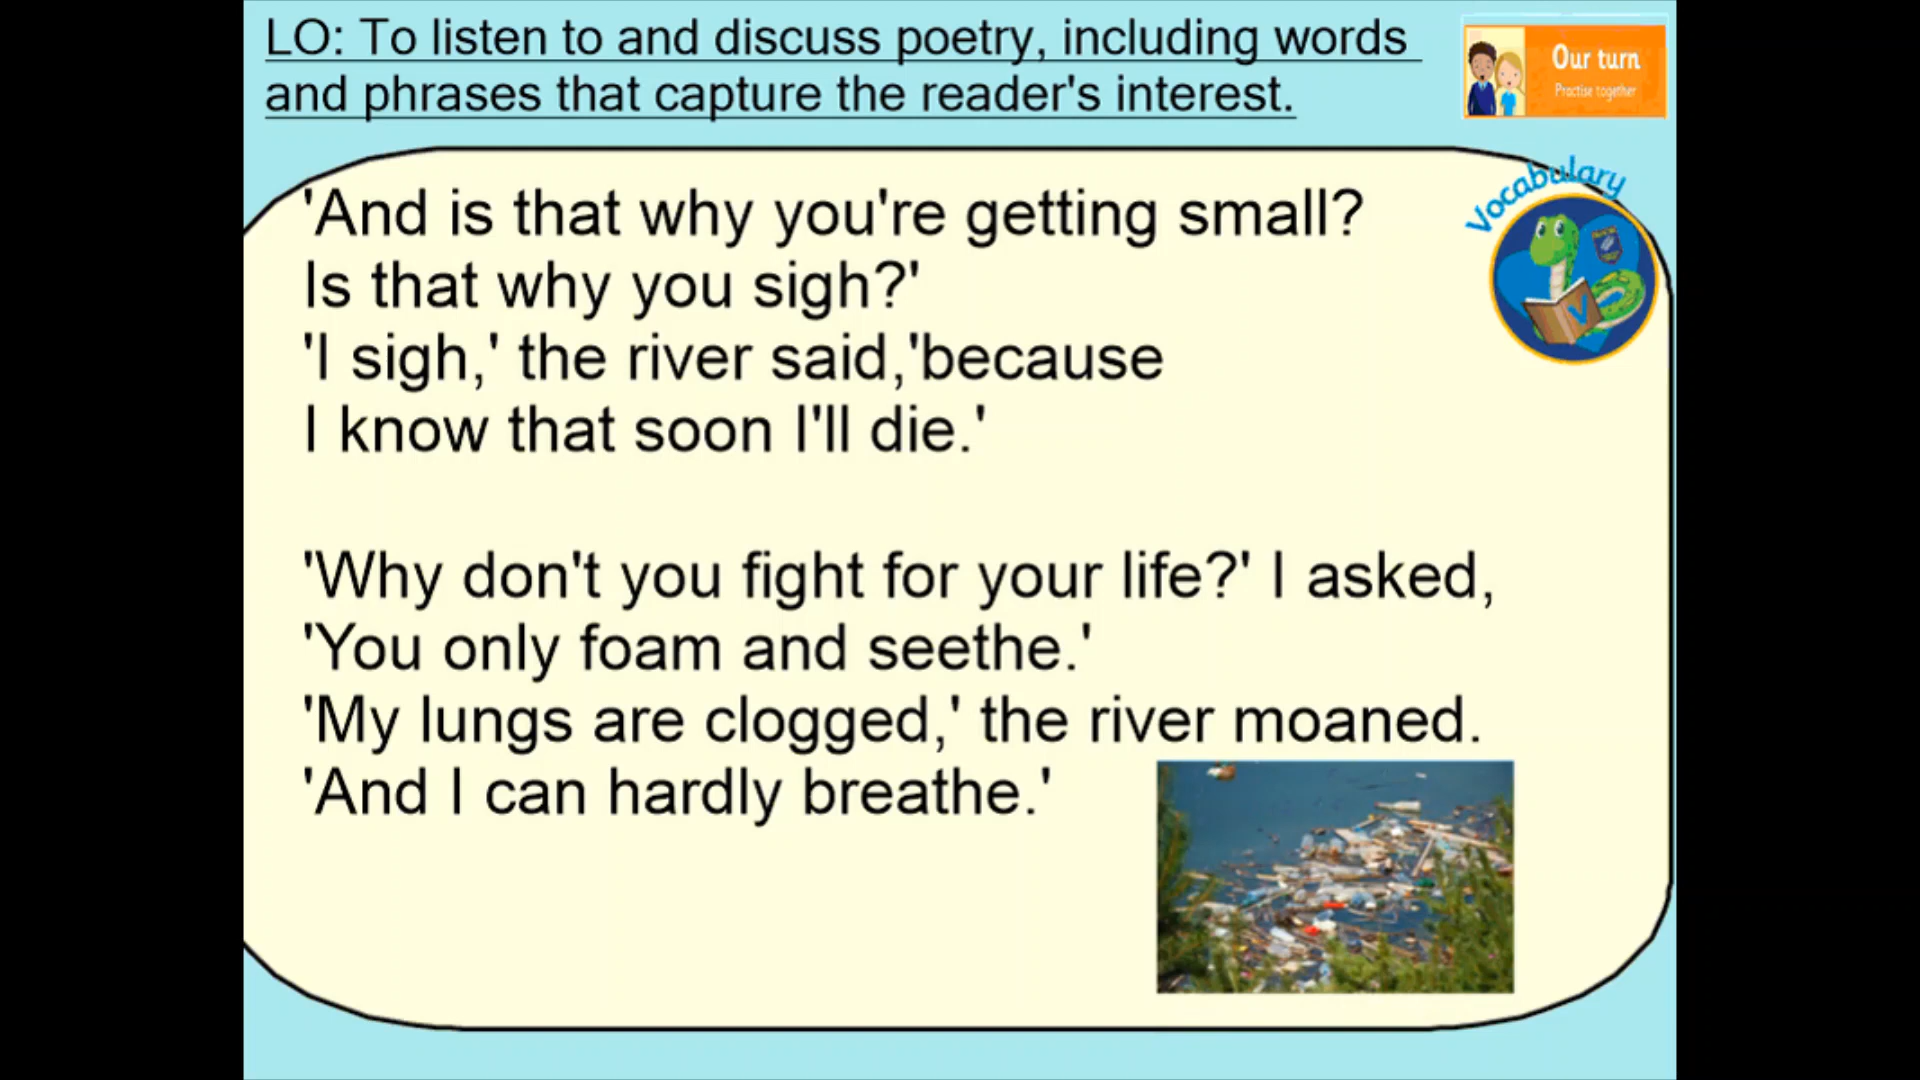 LO: To listen to and discuss poetry, including words
and phrases that capture the reader's interest.
Our turn
Practise together
Vocabulary
'And is that why you're getting small?
Is that why you sigh?'
'I sigh,' the river said,'because
I know that soon I'll die.'
'Why don't you fight for your life?' I asked,
'You only foam and seethe.'
'My lungs are clogged,' the river moaned.
'And I can hardly breathe.'
V